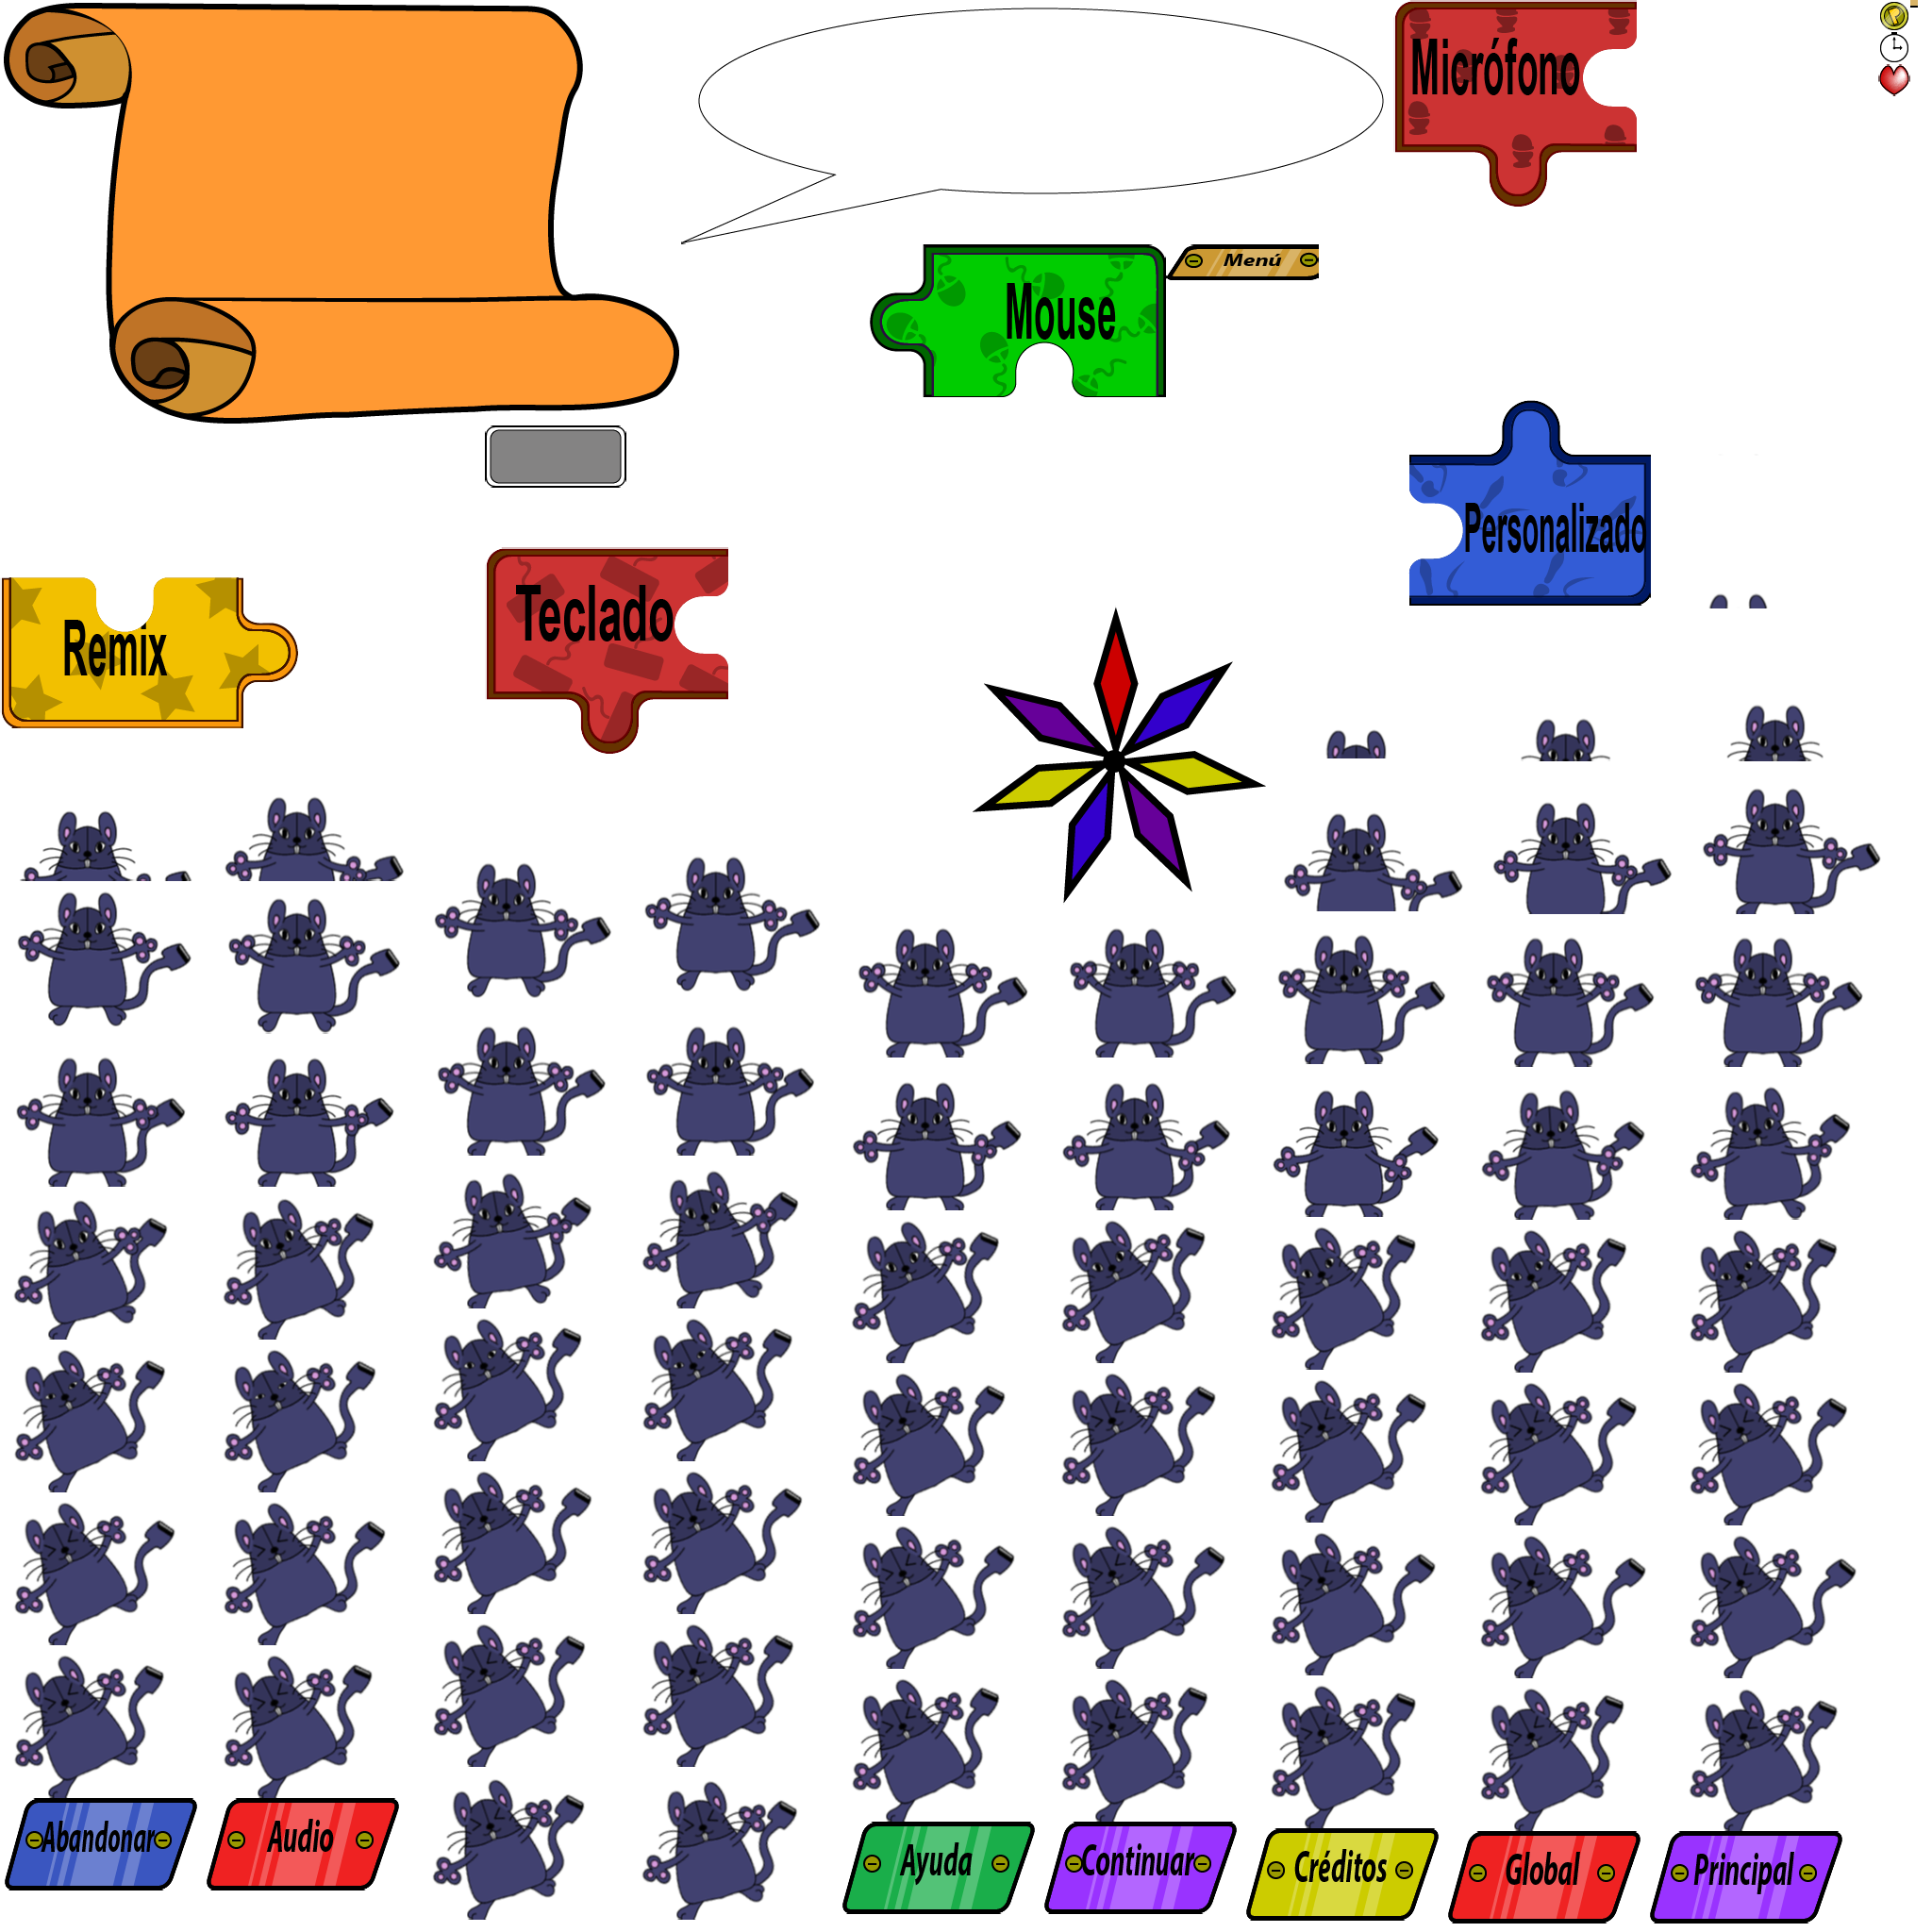 Micrófono
Menú
Mouse
Personalizado
Teclado
Remix
Abandonar
Audio
Ayuda
Continuar
Créditos
Global
Principal